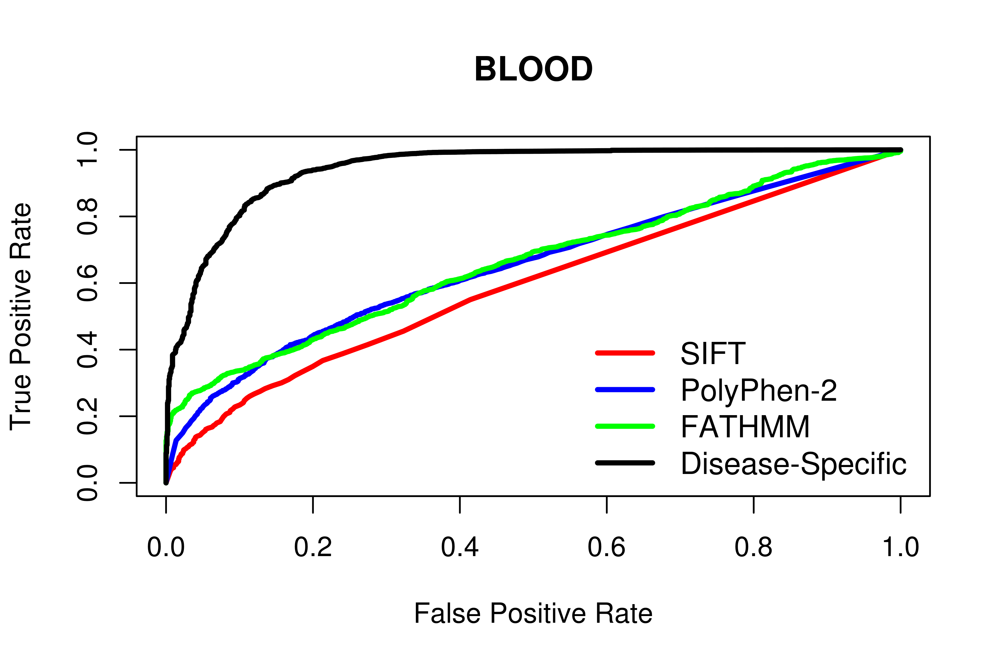 BLOOD
True Positive Rate
1.0
0.8
0.6
0.4
0.2
0.0
SIFT
PolyPhen-2
FATHMM
Disease-Specific
0.0 0.2 0.4 0.6 0.8 1.0
False Positive Rate